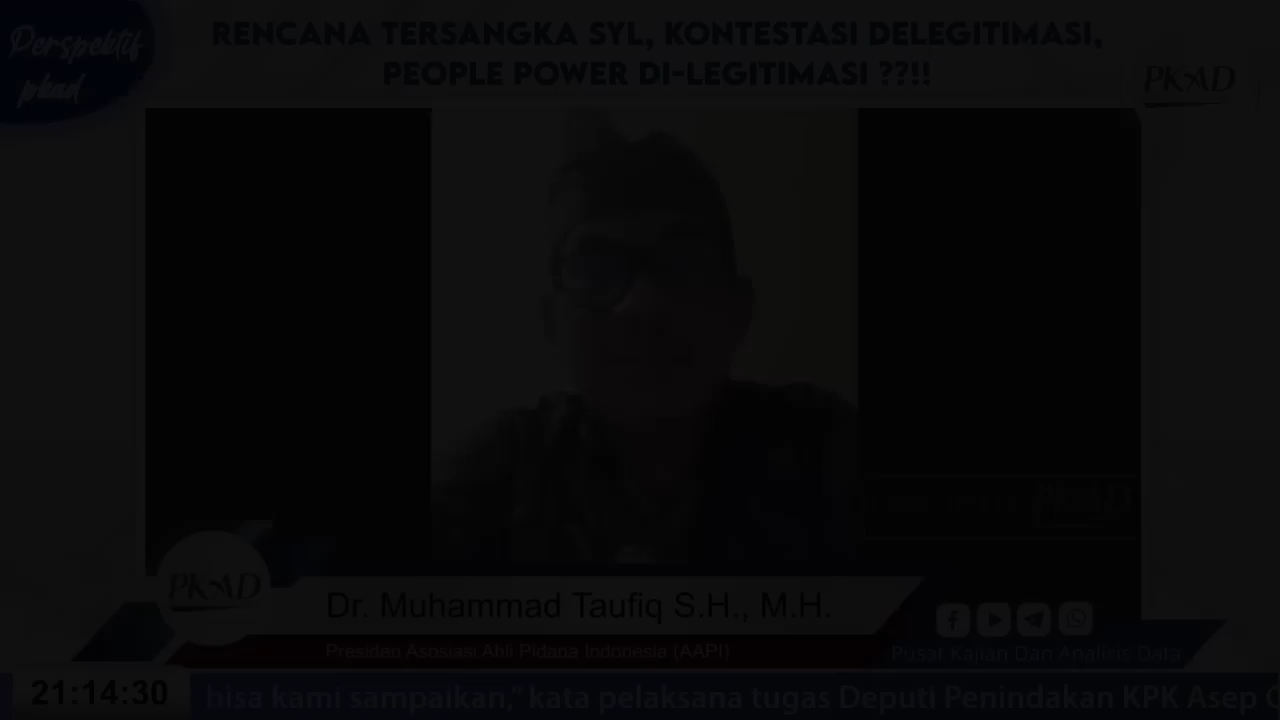 Perspektif
pkad
RENCANA TERSANGKA SYL, KONTESTASI DELEGITIMASI,
PEOPLE POWER DI-LEGITIMASI ??!!
PKAD
PKAD
PKAD
Dr. Muhammad Taufiq S.H., M.H.
Presiden Asosiasi Ahli Pidana Indonesia (AAPI)
Pusat Kajian Dan Analisis Data
21:14:30
bisa kami sampaikan," kata pelaksana tugas Deputi Penindakan KPK Asep